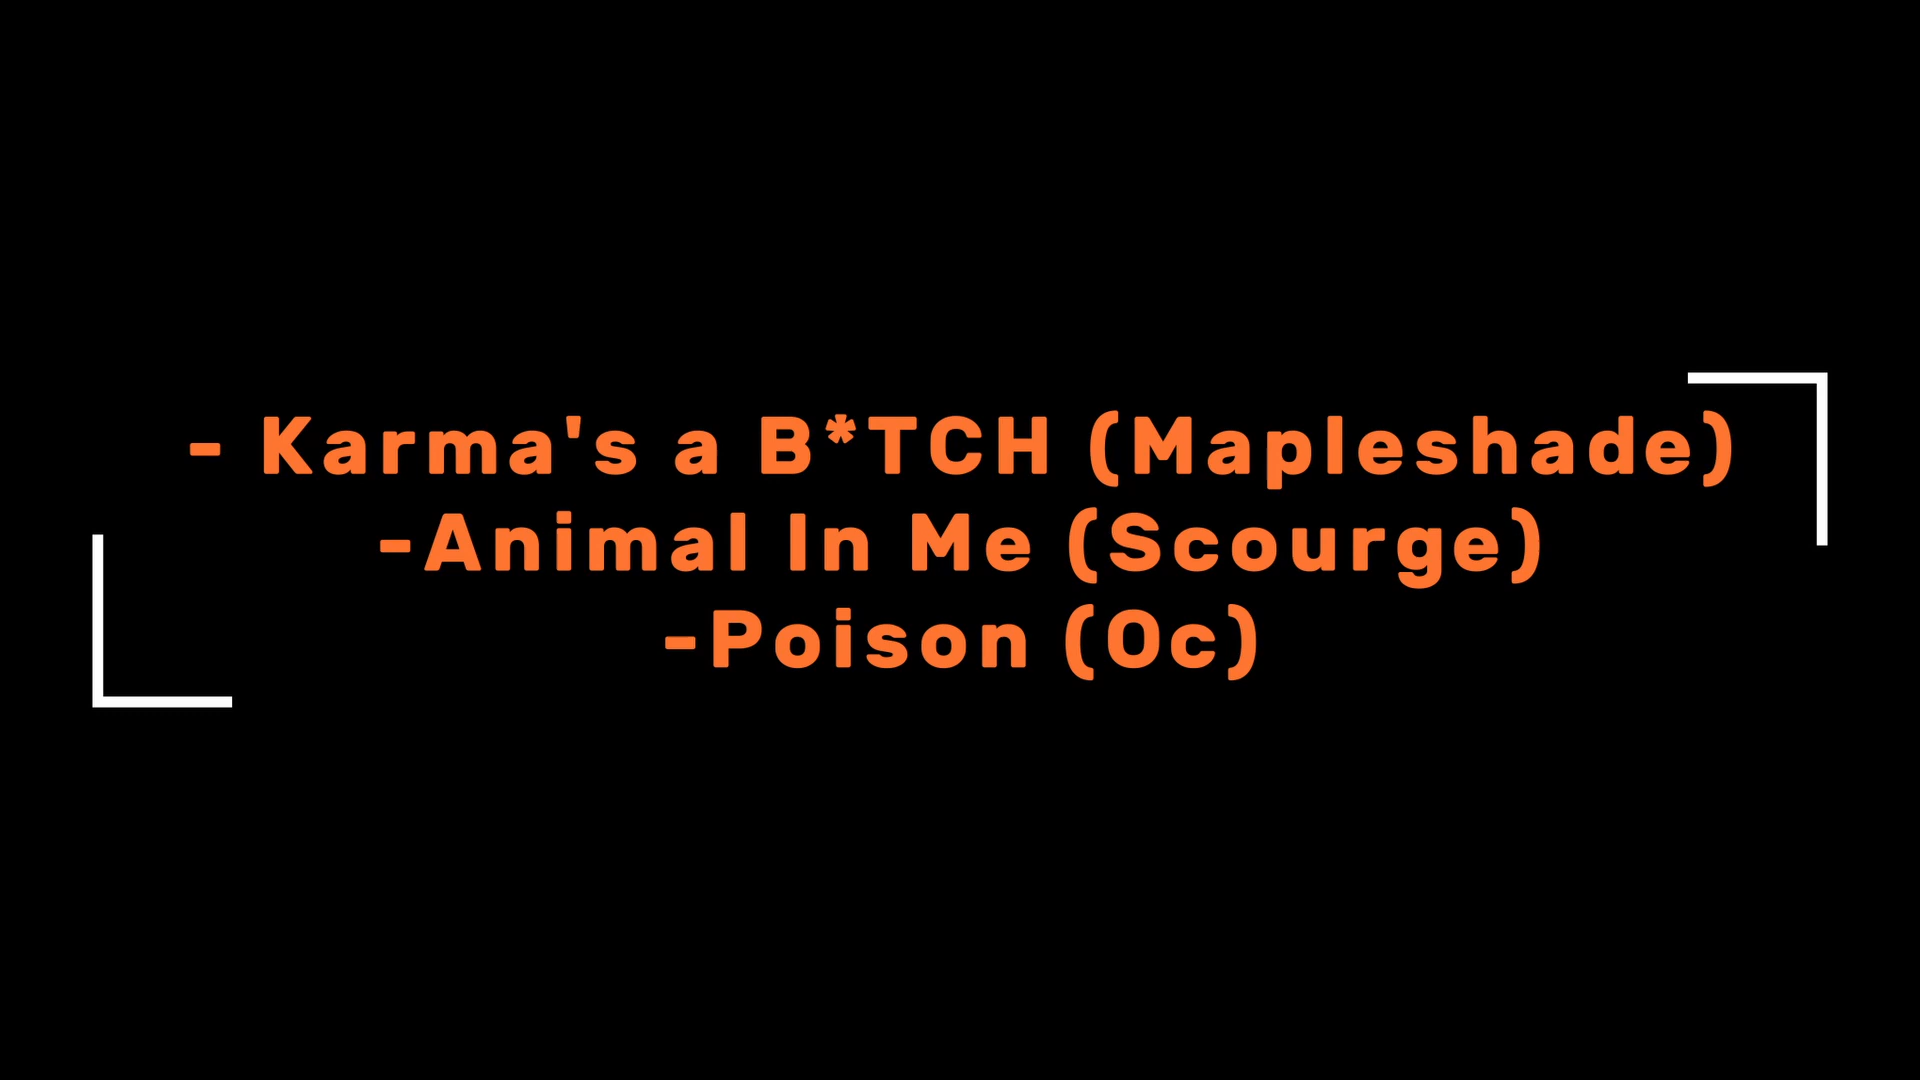 - Karma's a B*TCH (Mapleshade)
-Animal In Me (Scourge)
-Poison (Oc)